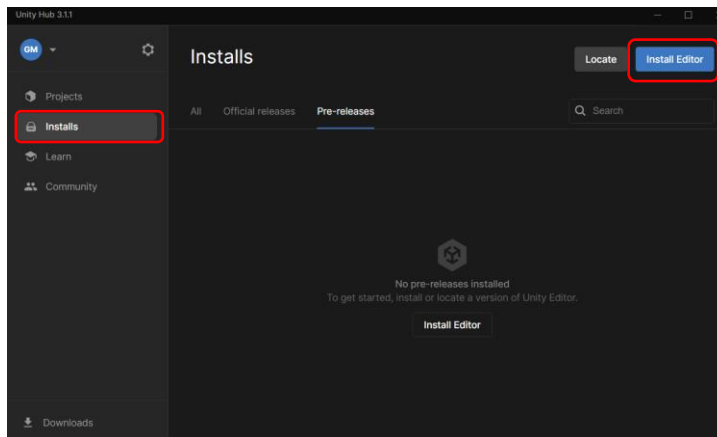 Unity Hub 3.1.1
GM
Projects
Installs
Learn
Community
Downloads
Installs
Locate
Install Editor
All
Official releases
Pre-releases
Search
No pre-releases installed
To get started, install or locate a version of Unity Editor.
Install Editor